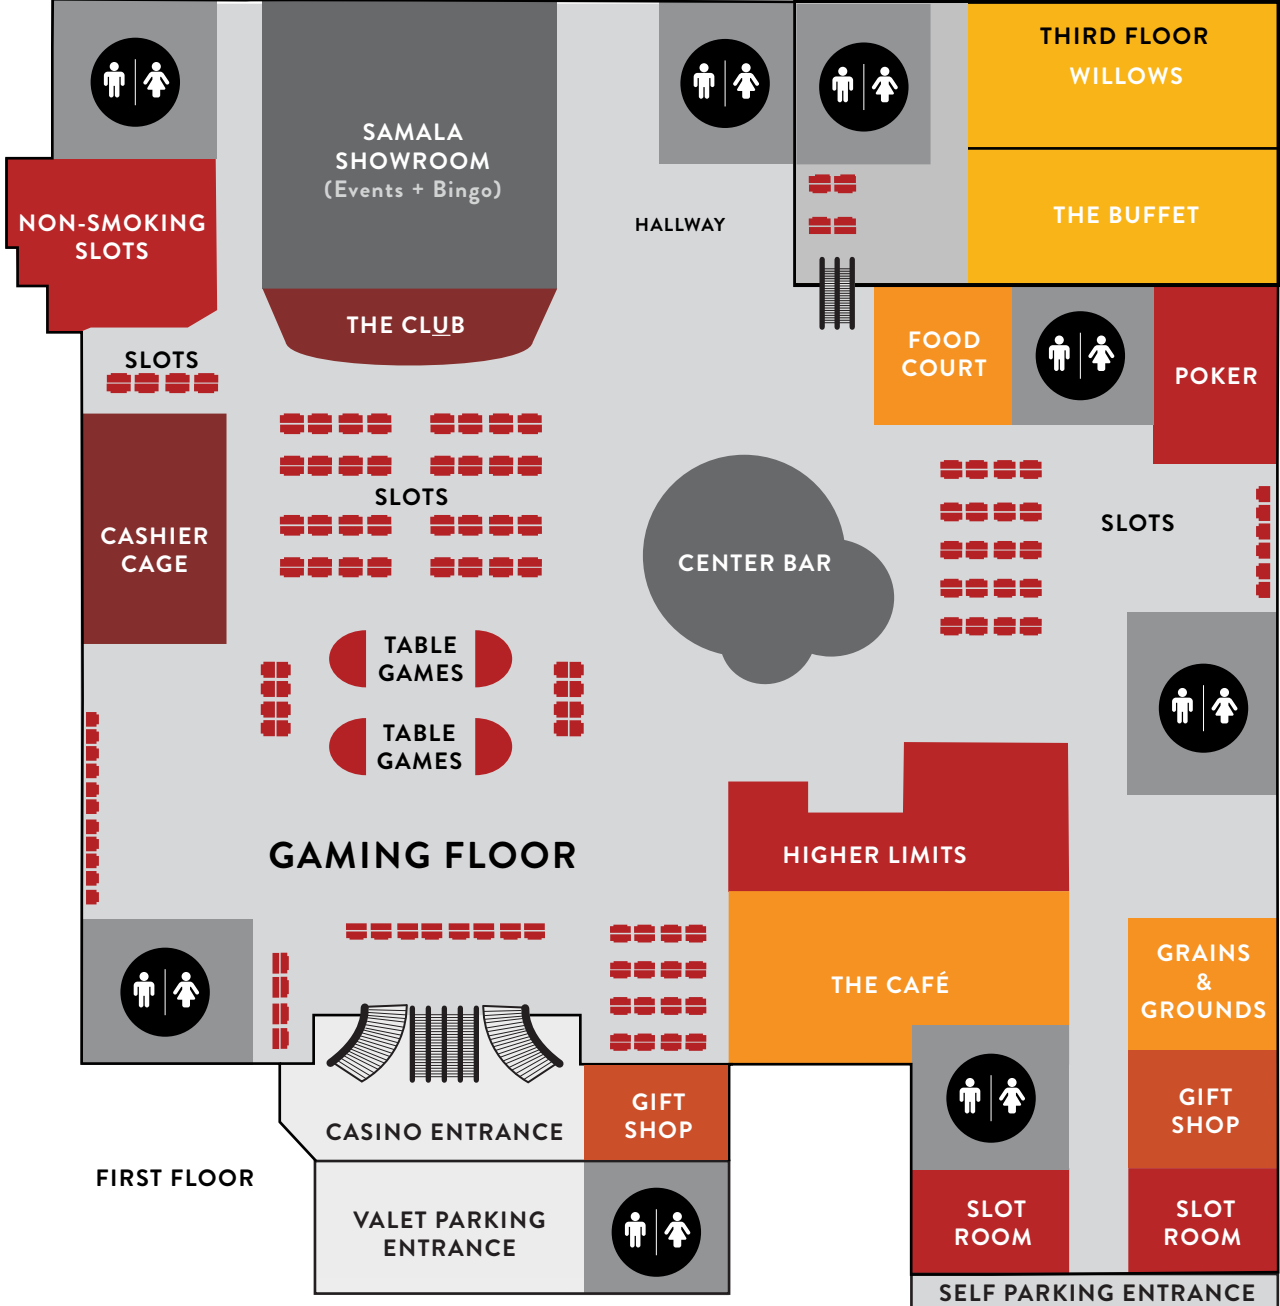 THIRD FLOOR
WILLOWS
SAMALA
SHOWROOM
(Events + Bingo)
NON-SMOKING
SLOTS
HALLWAY
THE BUFFET
THE CLUB
SLOTS
FOOD
COURT
POKER
SLOTS
SLOTS
CASHIER
CAGE
CENTER BAR
TABLE
GAMES
TABLE
GAMES
GAMING FLOOR
HIGHER LIMITS
THE CAFÉ
GRAINS
&
GROUNDS
GIFT
SHOP
CASINO ENTRANCE
GIFT
SHOP
FIRST FLOOR
VALET PARKING
ENTRANCE
SLOT
ROOM
SLOT
ROOM
SELF PARKING ENTRANCE